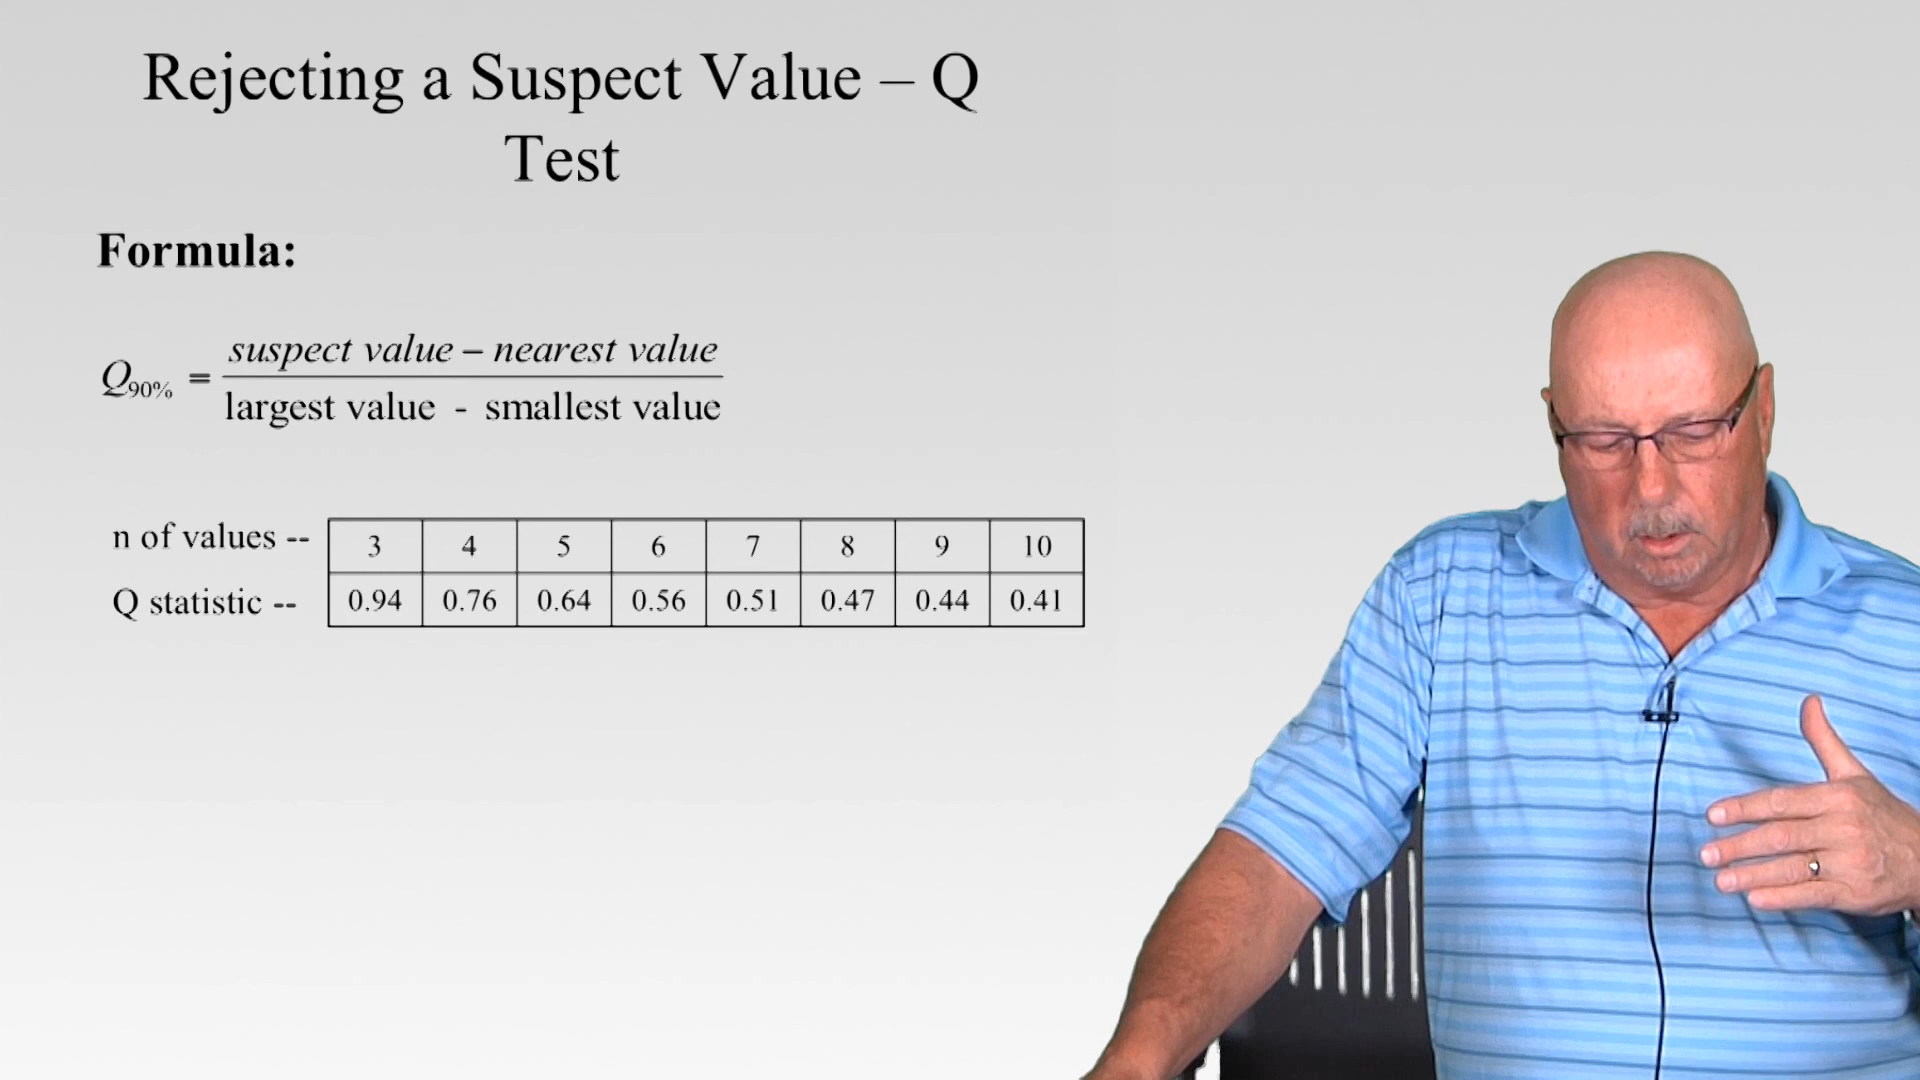 Rejecting a Suspect Value – Q
Test
Formula:
Q90% = suspect value – nearest value
largest value - smallest value
n of values -- 3 4 5 6 7 8 9 10
Q statistic -- 0.94 0.76 0.64 0.56 0.51 0.47 0.44 0.41